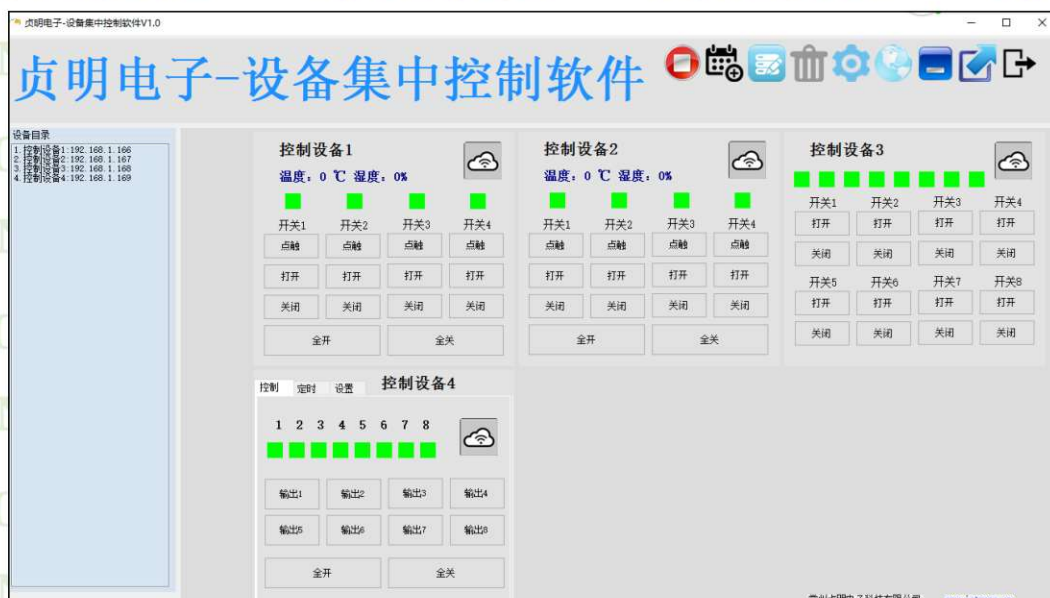 贞明电子-设备集中控制软件V1.0
贞明电子-设备集中控制软件
设备目录
1.控制设备1:192.168.1.166
2.控制设备2:192.168.1.167
3.控制设备3:192.168.1.168
4.控制设备4:192.168.1.169
控制设备1
温度: 0 ℃ 湿度: 0%
开关1 开关2 开关3 开关4
点触 点触 点触 点触
打开 打开 打开 打开
关闭 关闭 关闭 关闭
全开 全关
控制设备2
温度: 0 ℃ 湿度: 0%
开关1 开关2 开关3 开关4
点触 点触 点触 点触
打开 打开 打开 打开
关闭 关闭 关闭 关闭
全开 全关
控制设备3
开关1 开关2 开关3 开关4
打开 打开 打开 打开
关闭 关闭 关闭 关闭
开关5 开关6 开关7 开关8
打开 打开 打开 打开
关闭 关闭 关闭 关闭
控制 定时 设置 控制设备4
1 2 3 4 5 6 7 8
输出1 输出2 输出3 输出4
输出5 输出6 输出7 输出8
全开 全关